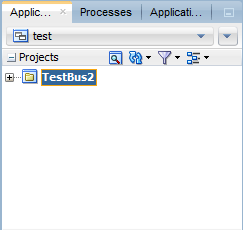 Applic...
Processes
Applicati...
test
Projects
TestBus2